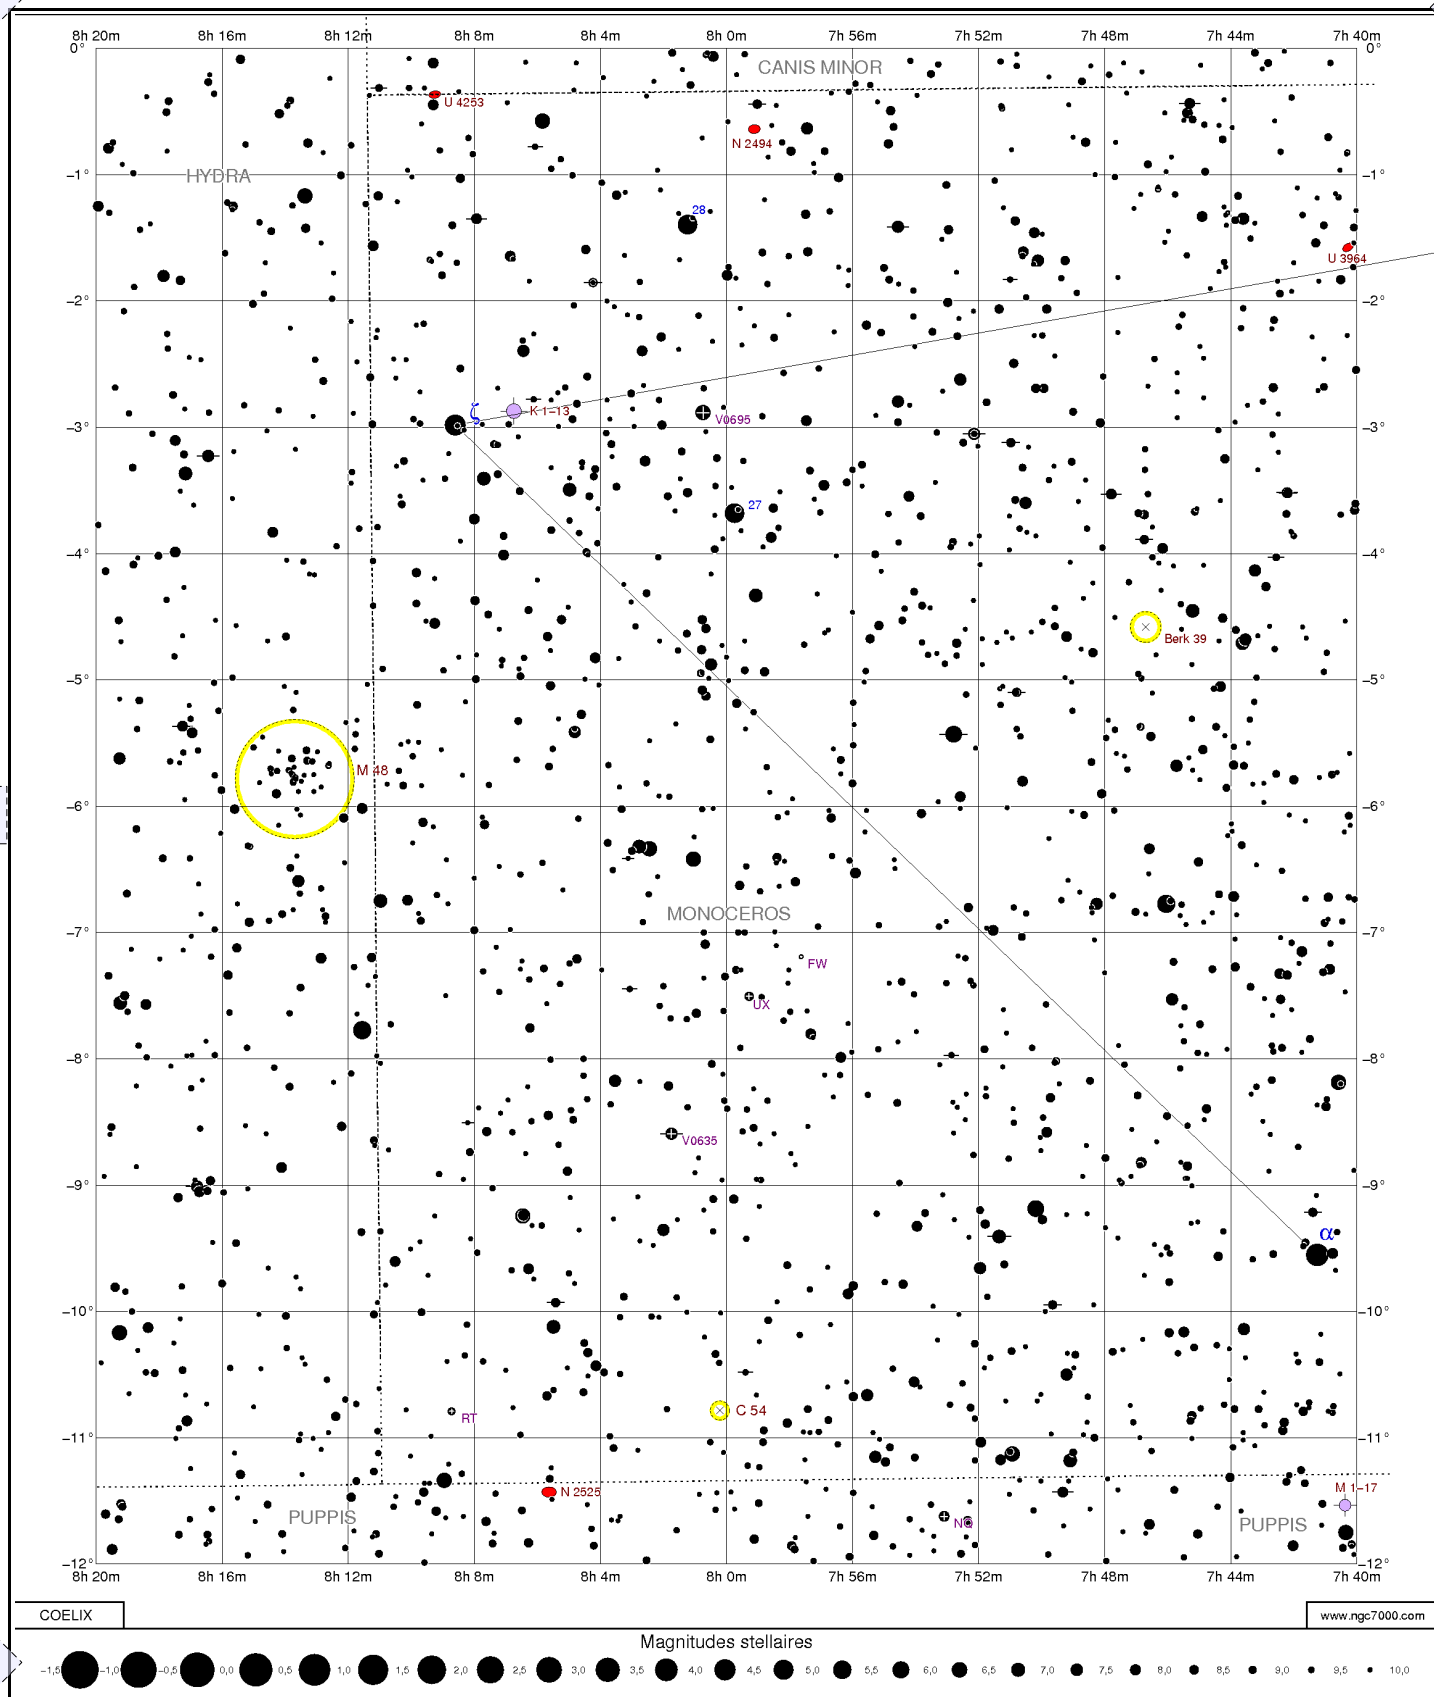 8h 20m 8h 16m 8h 12m 8h 8m 8h 4m 8h 0m 7h 56m 7h 52m 7h 48m 7h 44m 7h 40m
0° 0°
CANIS MINOR
U 4253
N 2494
HYDRA
−1° −1°
28
U 3964
−2° −2°
ζ K 1−13 V0695
−3° −3°
27
−4° −4°
Berk 39
−5° −5°
M 48
−6° −6°
MONOCEROS
−7° −7°
FW
UX
−8° −8°
V0635
−9° −9°
α
−10° −10°
C 54
RT
−11° −11°
N 2525 M 1−17
PUPPIS NQ PUPPIS
−12° −12°
8h 20m 8h 16m 8h 12m 8h 8m 8h 4m 8h 0m 7h 56m 7h 52m 7h 48m 7h 44m 7h 40m
COELIX www.ngc7000.com
Magnitudes stellaires
−1,5 −1,0 −0,5 0,0 0,5 1,0 1,5 2,0 2,5 3,0 3,5 4,0 4,5 5,0 5,5 6,0 6,5 7,0 7,5 8,0 8,5 9,0 9,5 10,0